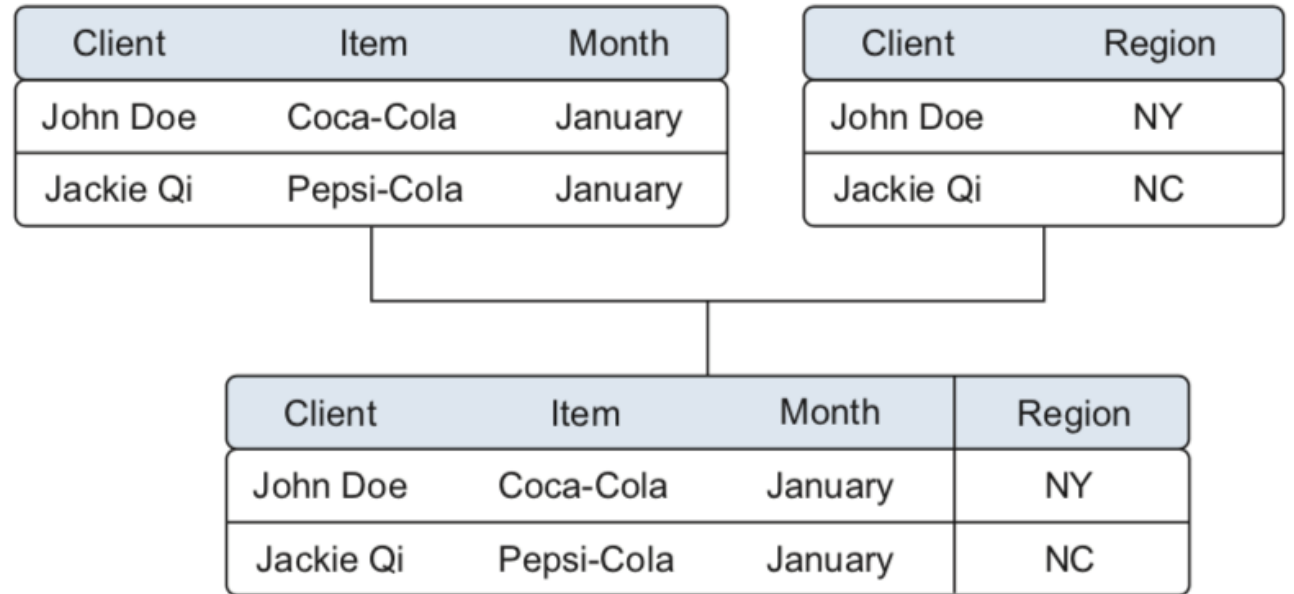 Client Item Month
John Doe Coca-Cola January
Jackie Qi Pepsi-Cola January
Client Region
John Doe NY
Jackie Qi NC
Client Item Month Region
John Doe Coca-Cola January NY
Jackie Qi Pepsi-Cola January NC